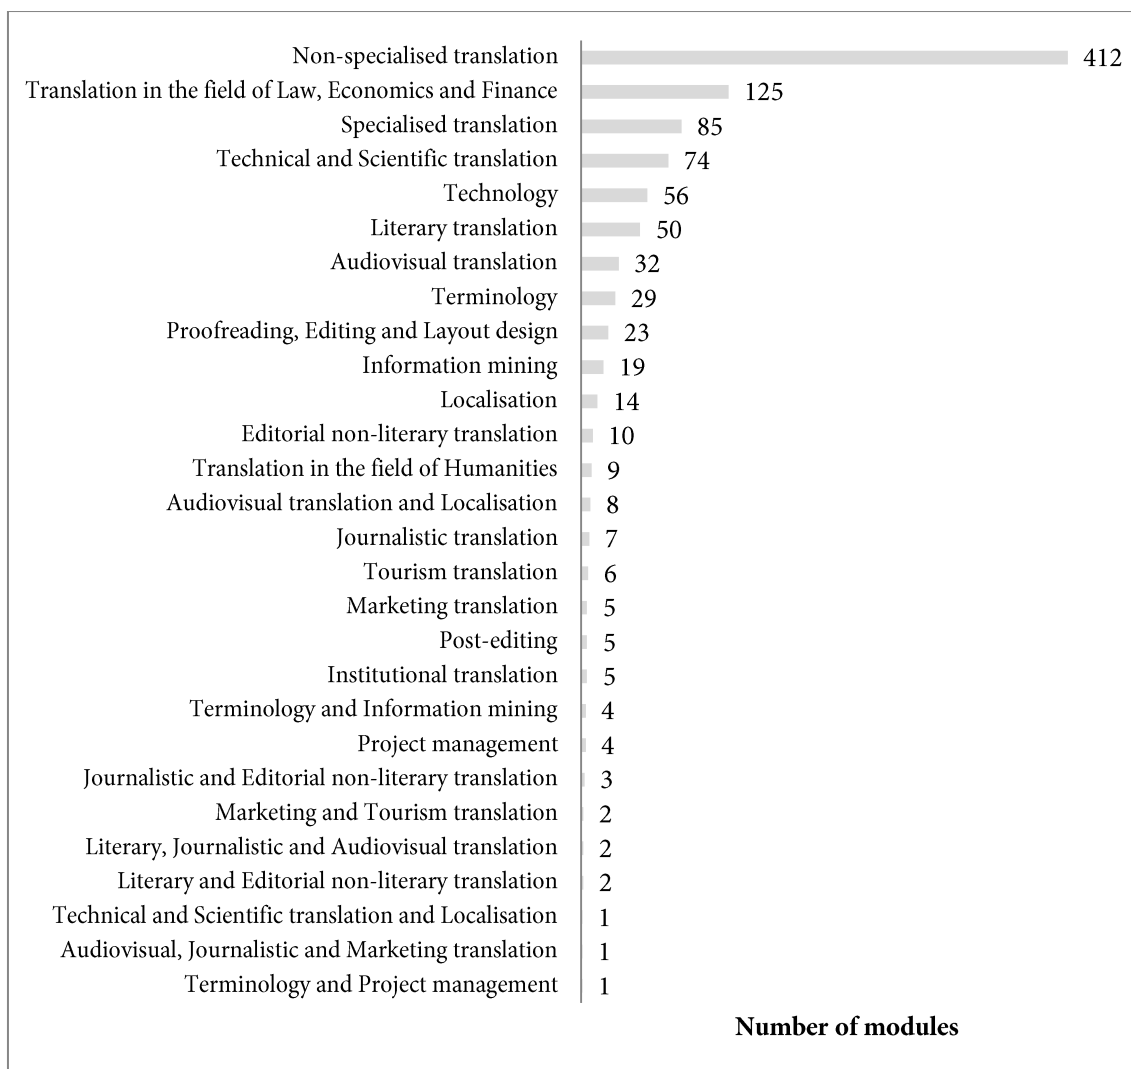 Non-specialised translation 412
Translation in the field of Law, Economics and Finance 125
Specialised translation 85
Technical and Scientific translation 74
Technology 56
Literary translation 50
Audiovisual translation 32
Terminology 29
Proofreading, Editing and Layout design 23
Information mining 19
Localisation 14
Editorial non-literary translation 10
Translation in the field of Humanities 9
Audiovisual translation and Localisation 8
Journalistic translation 7
Tourism translation 6
Marketing translation 5
Post-editing 5
Institutional translation 5
Terminology and Information mining 4
Project management 4
Journalistic and Editorial non-literary translation 3
Marketing and Tourism translation 2
Literary, Journalistic and Audiovisual translation 2
Literary and Editorial non-literary translation 2
Technical and Scientific translation and Localisation 1
Audiovisual, Journalistic and Marketing translation 1
Terminology and Project management 1
Number of modules